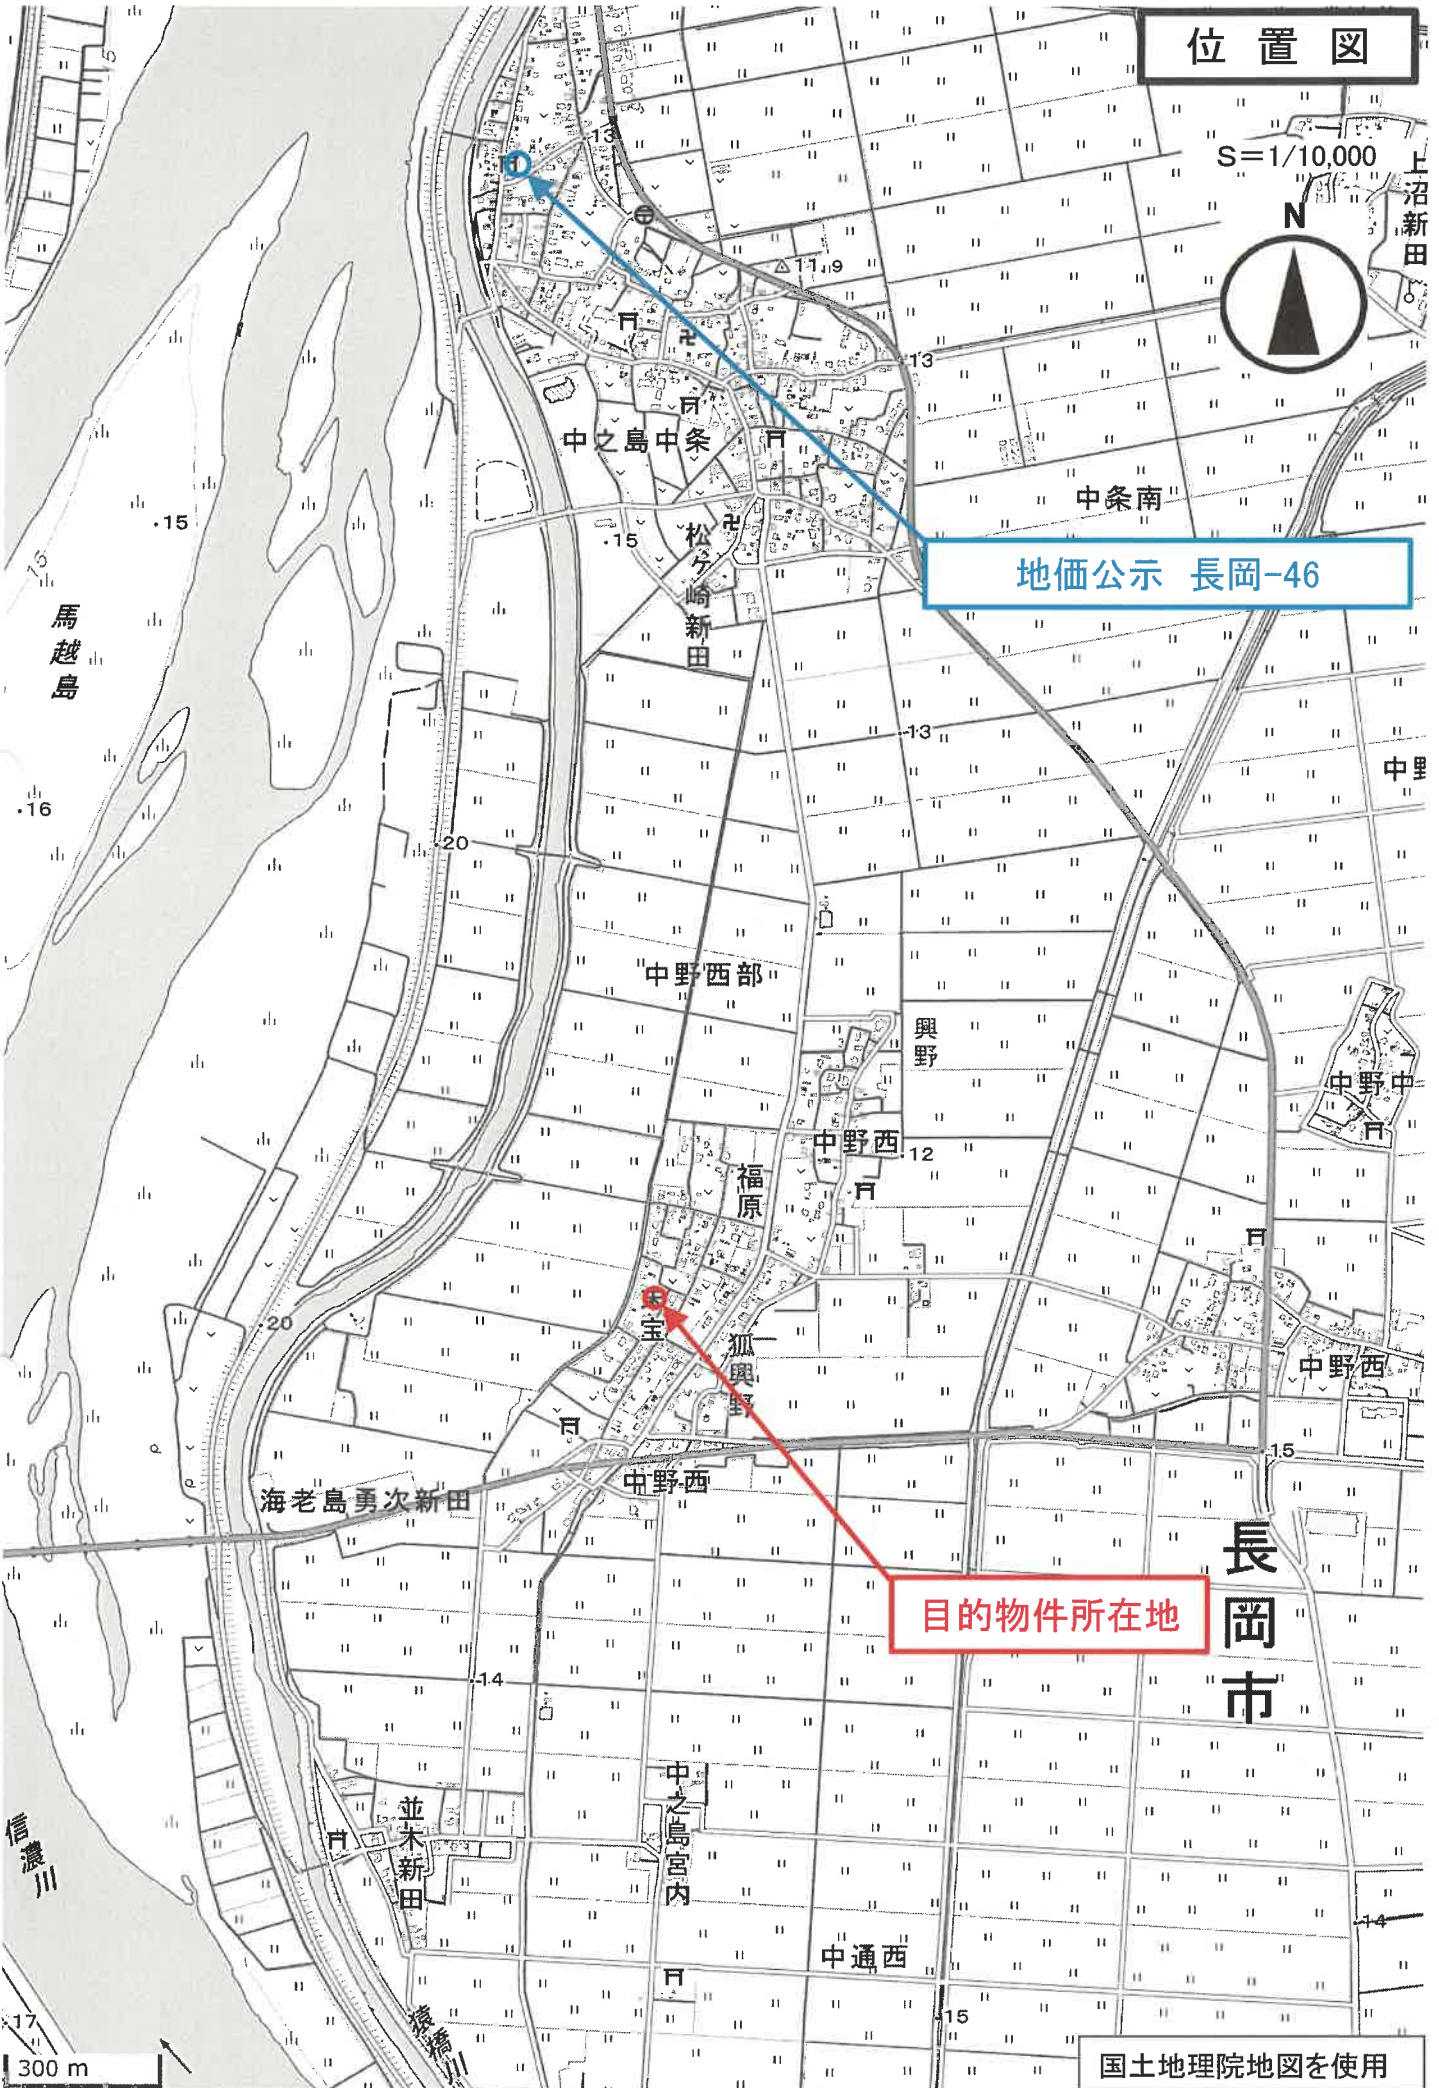 位置図
S=1/10,000
上沼新田
N
13
11.9
13
中之島中条
中条南
15
15
15
松ヶ崎新田
地価公示 長岡-46
馬越島
13
中野
16
20
中野西部
興野
中野中
中野西
12
福原
20
宝
狐興野
中野西
15
中野西
海老島勇次新田
長岡市
目的物件所在地
14
中之島宮内
並木新田
信濃川
14
中通西
猿橋川
15
17
300 m
国土地理院地図を使用